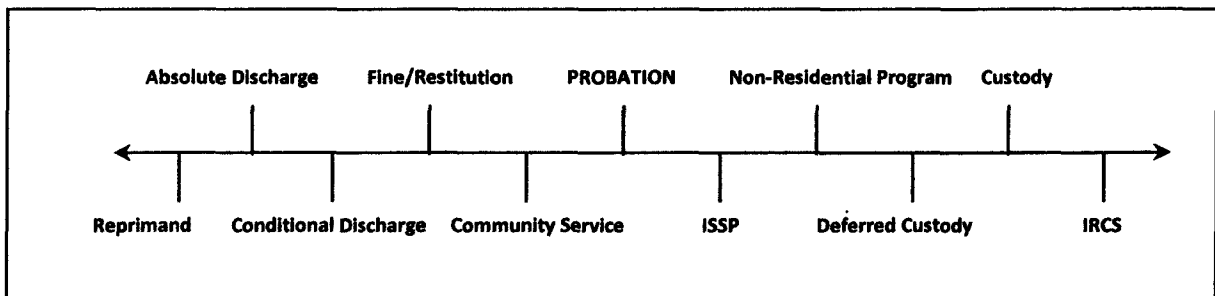 Absolute Discharge Fine/Restitution PROBATION Non-Residential Program Custody
Reprimand Conditional Discharge Community Service ISSP Deferred Custody IRCS